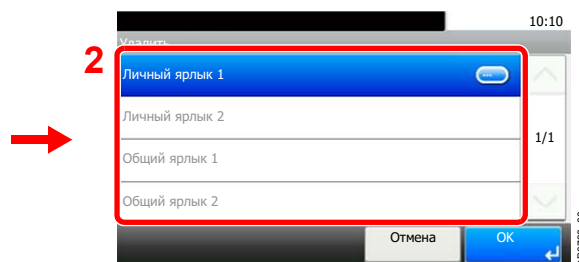 10:10
Удалить
2
Личный ярлык 1
Личный ярлык 2
1/1
Общий ярлык 1
Общий ярлык 2
Отмена
OK